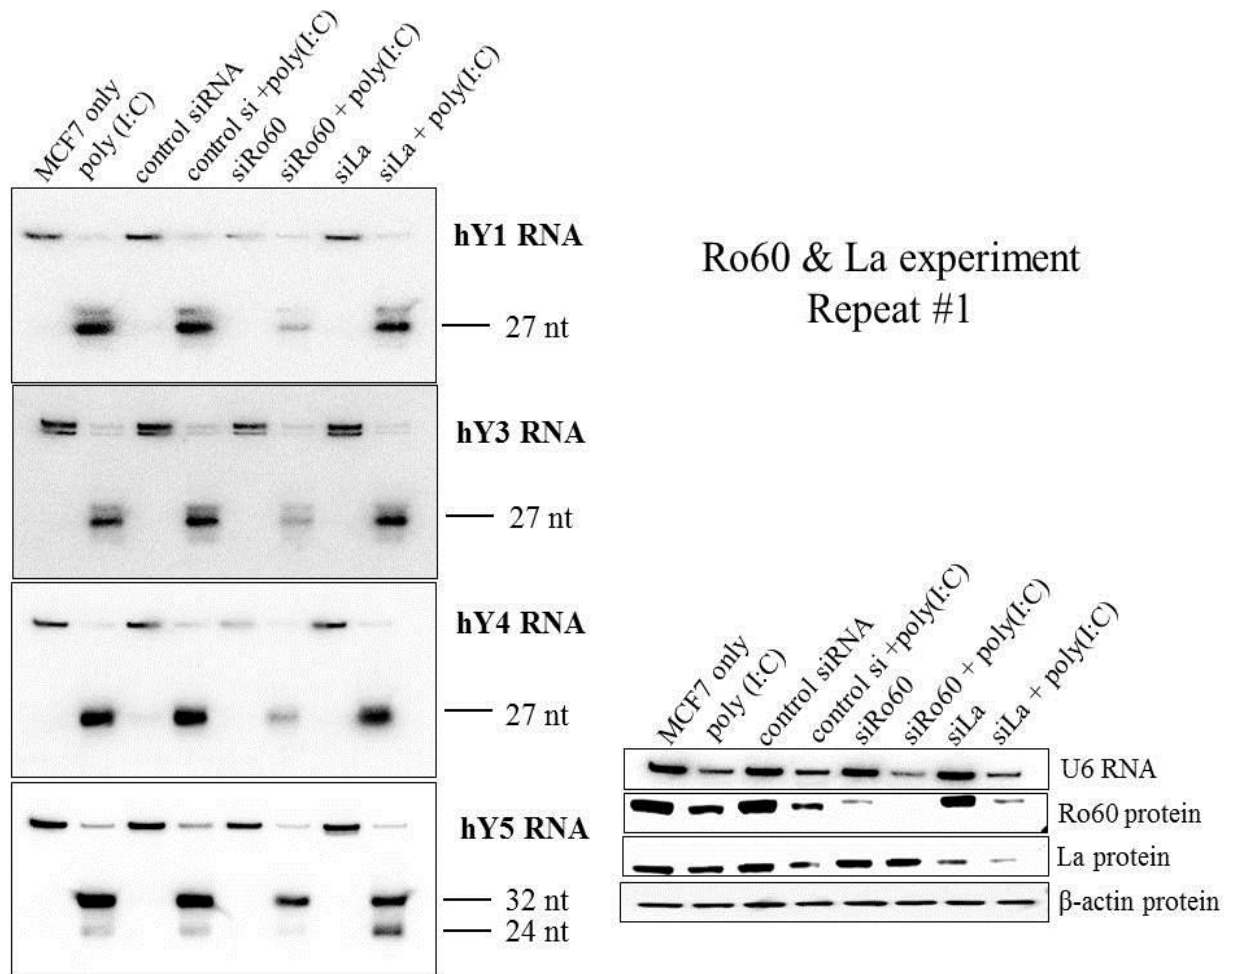 MCF7 only
poly (I:C)
control siRNA
control si +poly(I:C)
siRo60
siRo60 + poly(I:C)
siLa
siLa + poly(I:C)
hY1 RNA
27 nt
hY3 RNA
27 nt
hY4 RNA
27 nt
hY5 RNA
32 nt
24 nt
Ro60 & La experiment
Repeat #1
MCF7 only
poly (I:C)
control siRNA
control si +poly(I:C)
siRo60
siRo60 + poly(I:C)
siLa
siLa + poly(I:C)
U6 RNA
Ro60 protein
La protein
β-actin protein